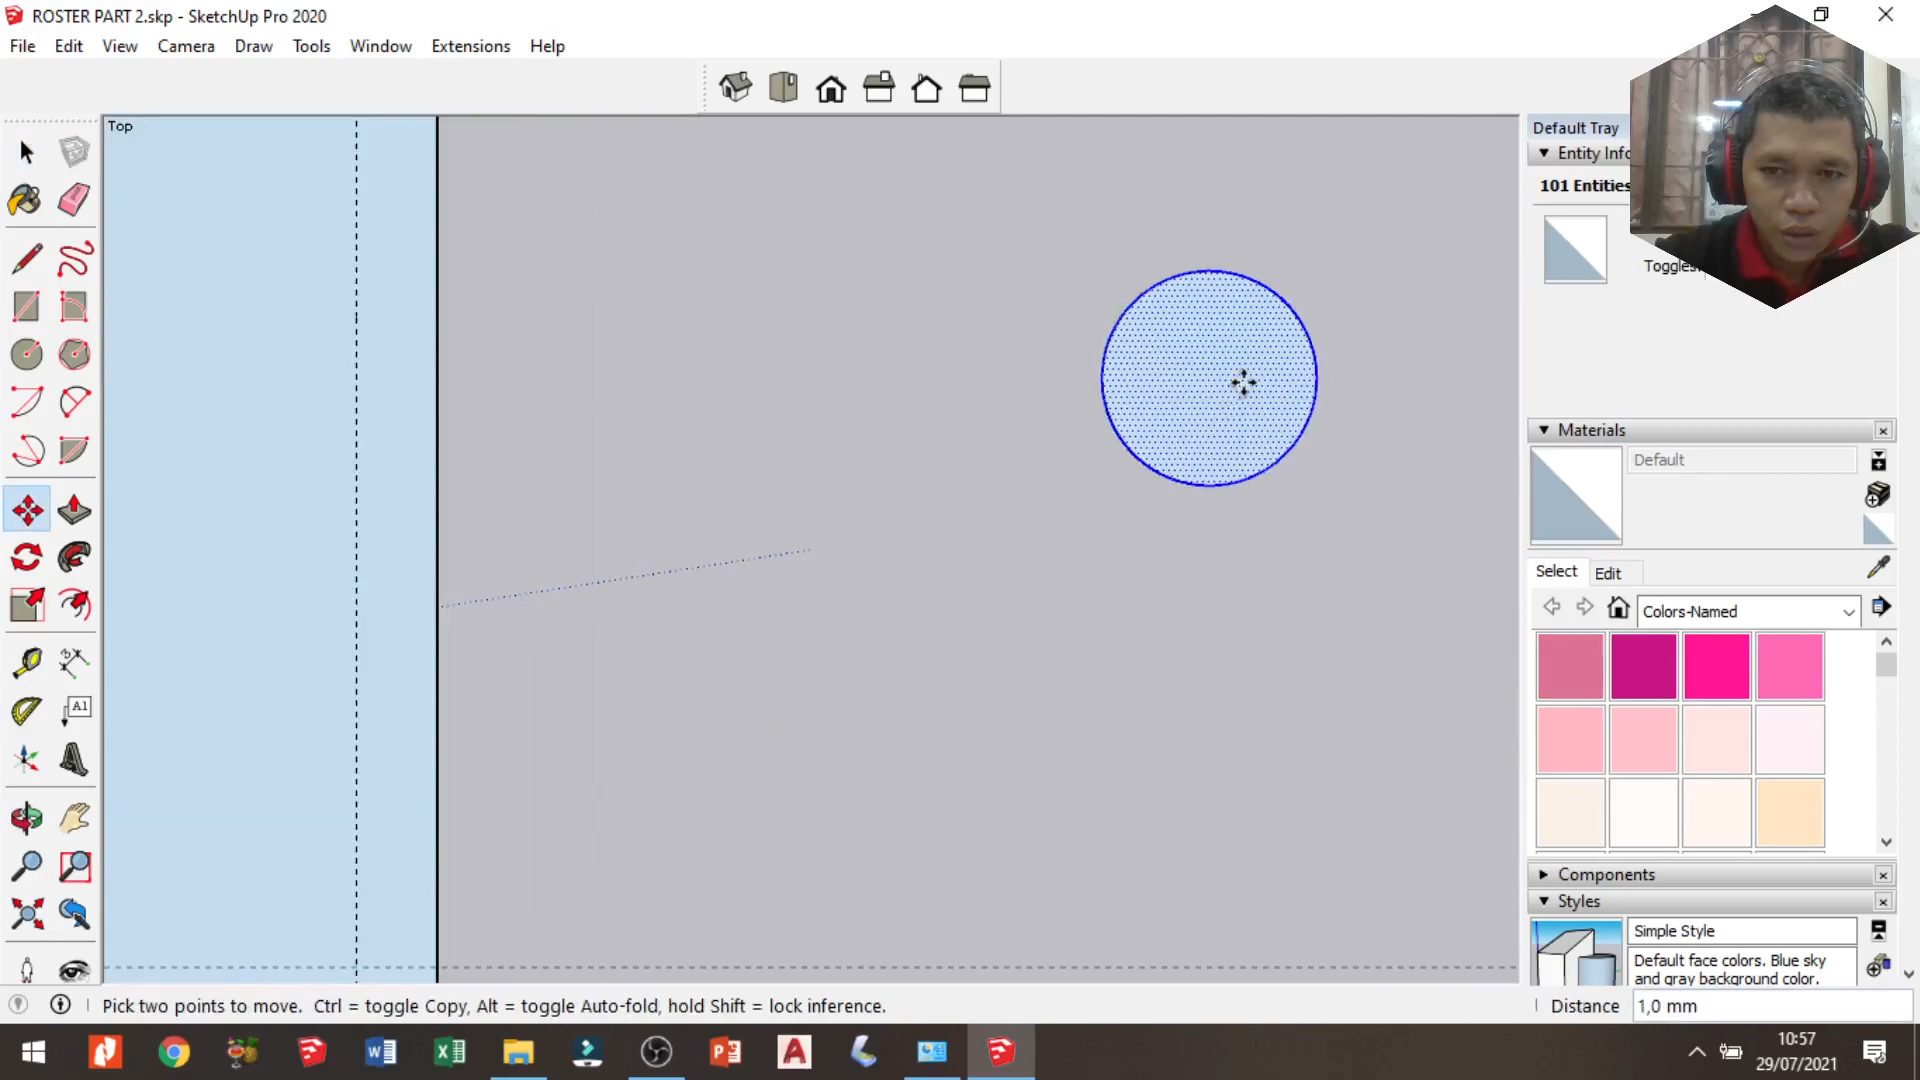 ROSTER PART 2.skp - SketchUp Pro 2020
File Edit View Camera Draw Tools Window Extensions Help
Top
Default Tray
Entity Info
101 Entities
Toggles
Materials
Default
Select Edit
Colors-Named
Components
Styles
Simple Style
Default face colors. Blue sky
and gray background color.
A1
Pick two points to move. Ctrl = toggle Copy, Alt = toggle Auto-fold, hold Shift = lock inference.
Distance 1,0 mm
10:57
29/07/2021